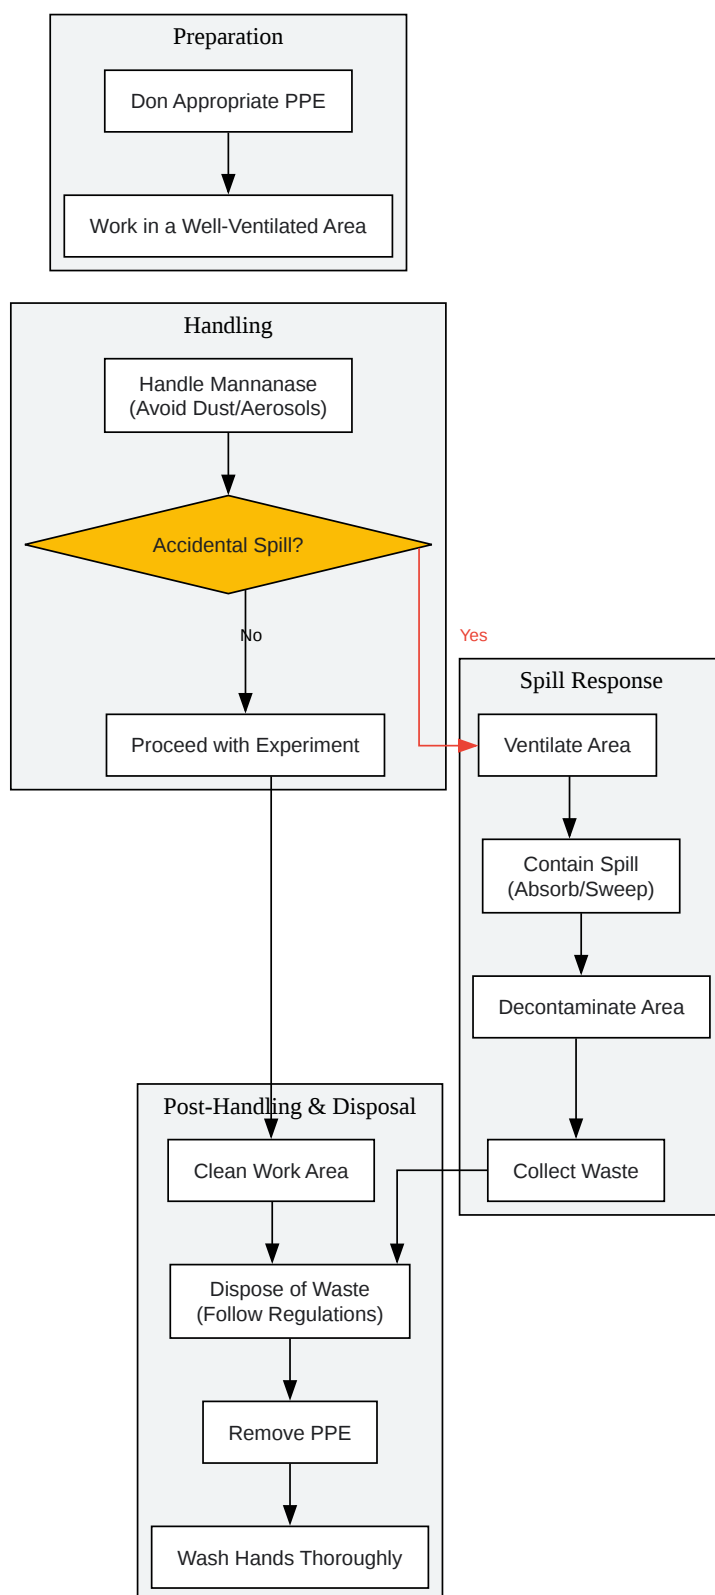 Preparation
Don Appropriate PPE
Work in a Well-Ventilated Area
Handling
Handle Mannanase
(Avoid Dust/Aerosols)
Accidental Spill?
No
Yes
Proceed with Experiment
Spill Response
Ventilate Area
Contain Spill
(Absorb/Sweep)
Decontaminate Area
Collect Waste
Post-Handling & Disposal
Clean Work Area
Dispose of Waste
(Follow Regulations)
Remove PPE
Wash Hands Thoroughly